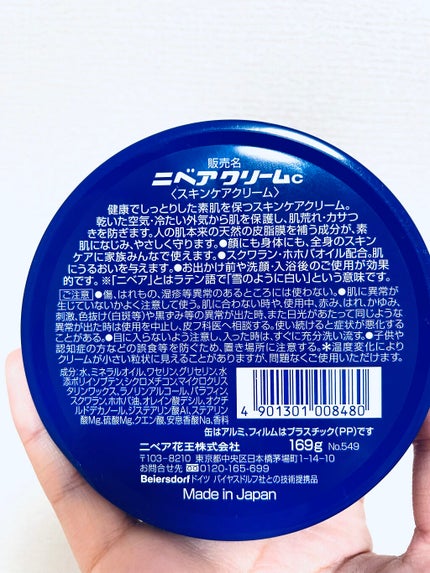 販売名
ニベアクリームc
〈スキンケアクリーム〉
健康でしっとりした素肌を保つスキンケアクリーム。
乾いた空気・冷たい外気から肌を保護し、肌荒れ・カサつ
きを防ぎます。人の肌本来の天然の皮脂膜を補う成分が、素
肌になじみ、やさしく守ります。●顔にも身体にも、全身のスキン
ケアに家族みんなで使えます。●スクワラン・ホホバオイル配合。肌に
うるおいを与えます。●お出かけ前や洗顔・入浴後のご使用が効果
的です。※「ニベア」とはラテン語で「雪のように白い」という意味です。
ご注意 ●傷、はれもの、湿疹等異常のあるところには使わない。●肌に異常が
生じていないかよく注意して使う。肌に合わない時や、使用中、赤み、はれ、かゆみ、
刺激、色抜け(白斑等)や黒ずみ等の異常が出た時、また日光があたって同じような
異常が出た時は使用を中止し、皮フ科医へ相談する。使い続けると症状が悪化する
ことがある。●目に入らないよう注意し、入った時は、すぐに充分洗い流す。●子供や
認知症の方などの誤食等を防ぐため、置き場所に注意する。＊温度変化により
クリームが小さい粒状に見えることがありますが、問題なくご使用いただけます。
成分:水、ミネラルオイル、ワセリン、グリセリン、水
添ポリイソブテン、シクロメチコン、マイクロクリス
タリンワックス、ラノリンアルコール、パラフィン、
スクワラン、ホホバ油、オレイン酸デシル、オクチ
ルドデカノール、ジステアリン酸Al、ステアリ
ン酸Mg、硫酸Mg、クエン酸、安息香酸Na、香料
4 901301 008480
缶はアルミ、フィルムはプラスチック(PP)です
ニベア花王株式会社 169g No.549
〒103-8210 東京都中央区日本橋茅場町1-14-10
お問合せ先 0120-165-699
Beiersdorf ドイツ バイヤスドルフ社との技術提携品
Made in Japan